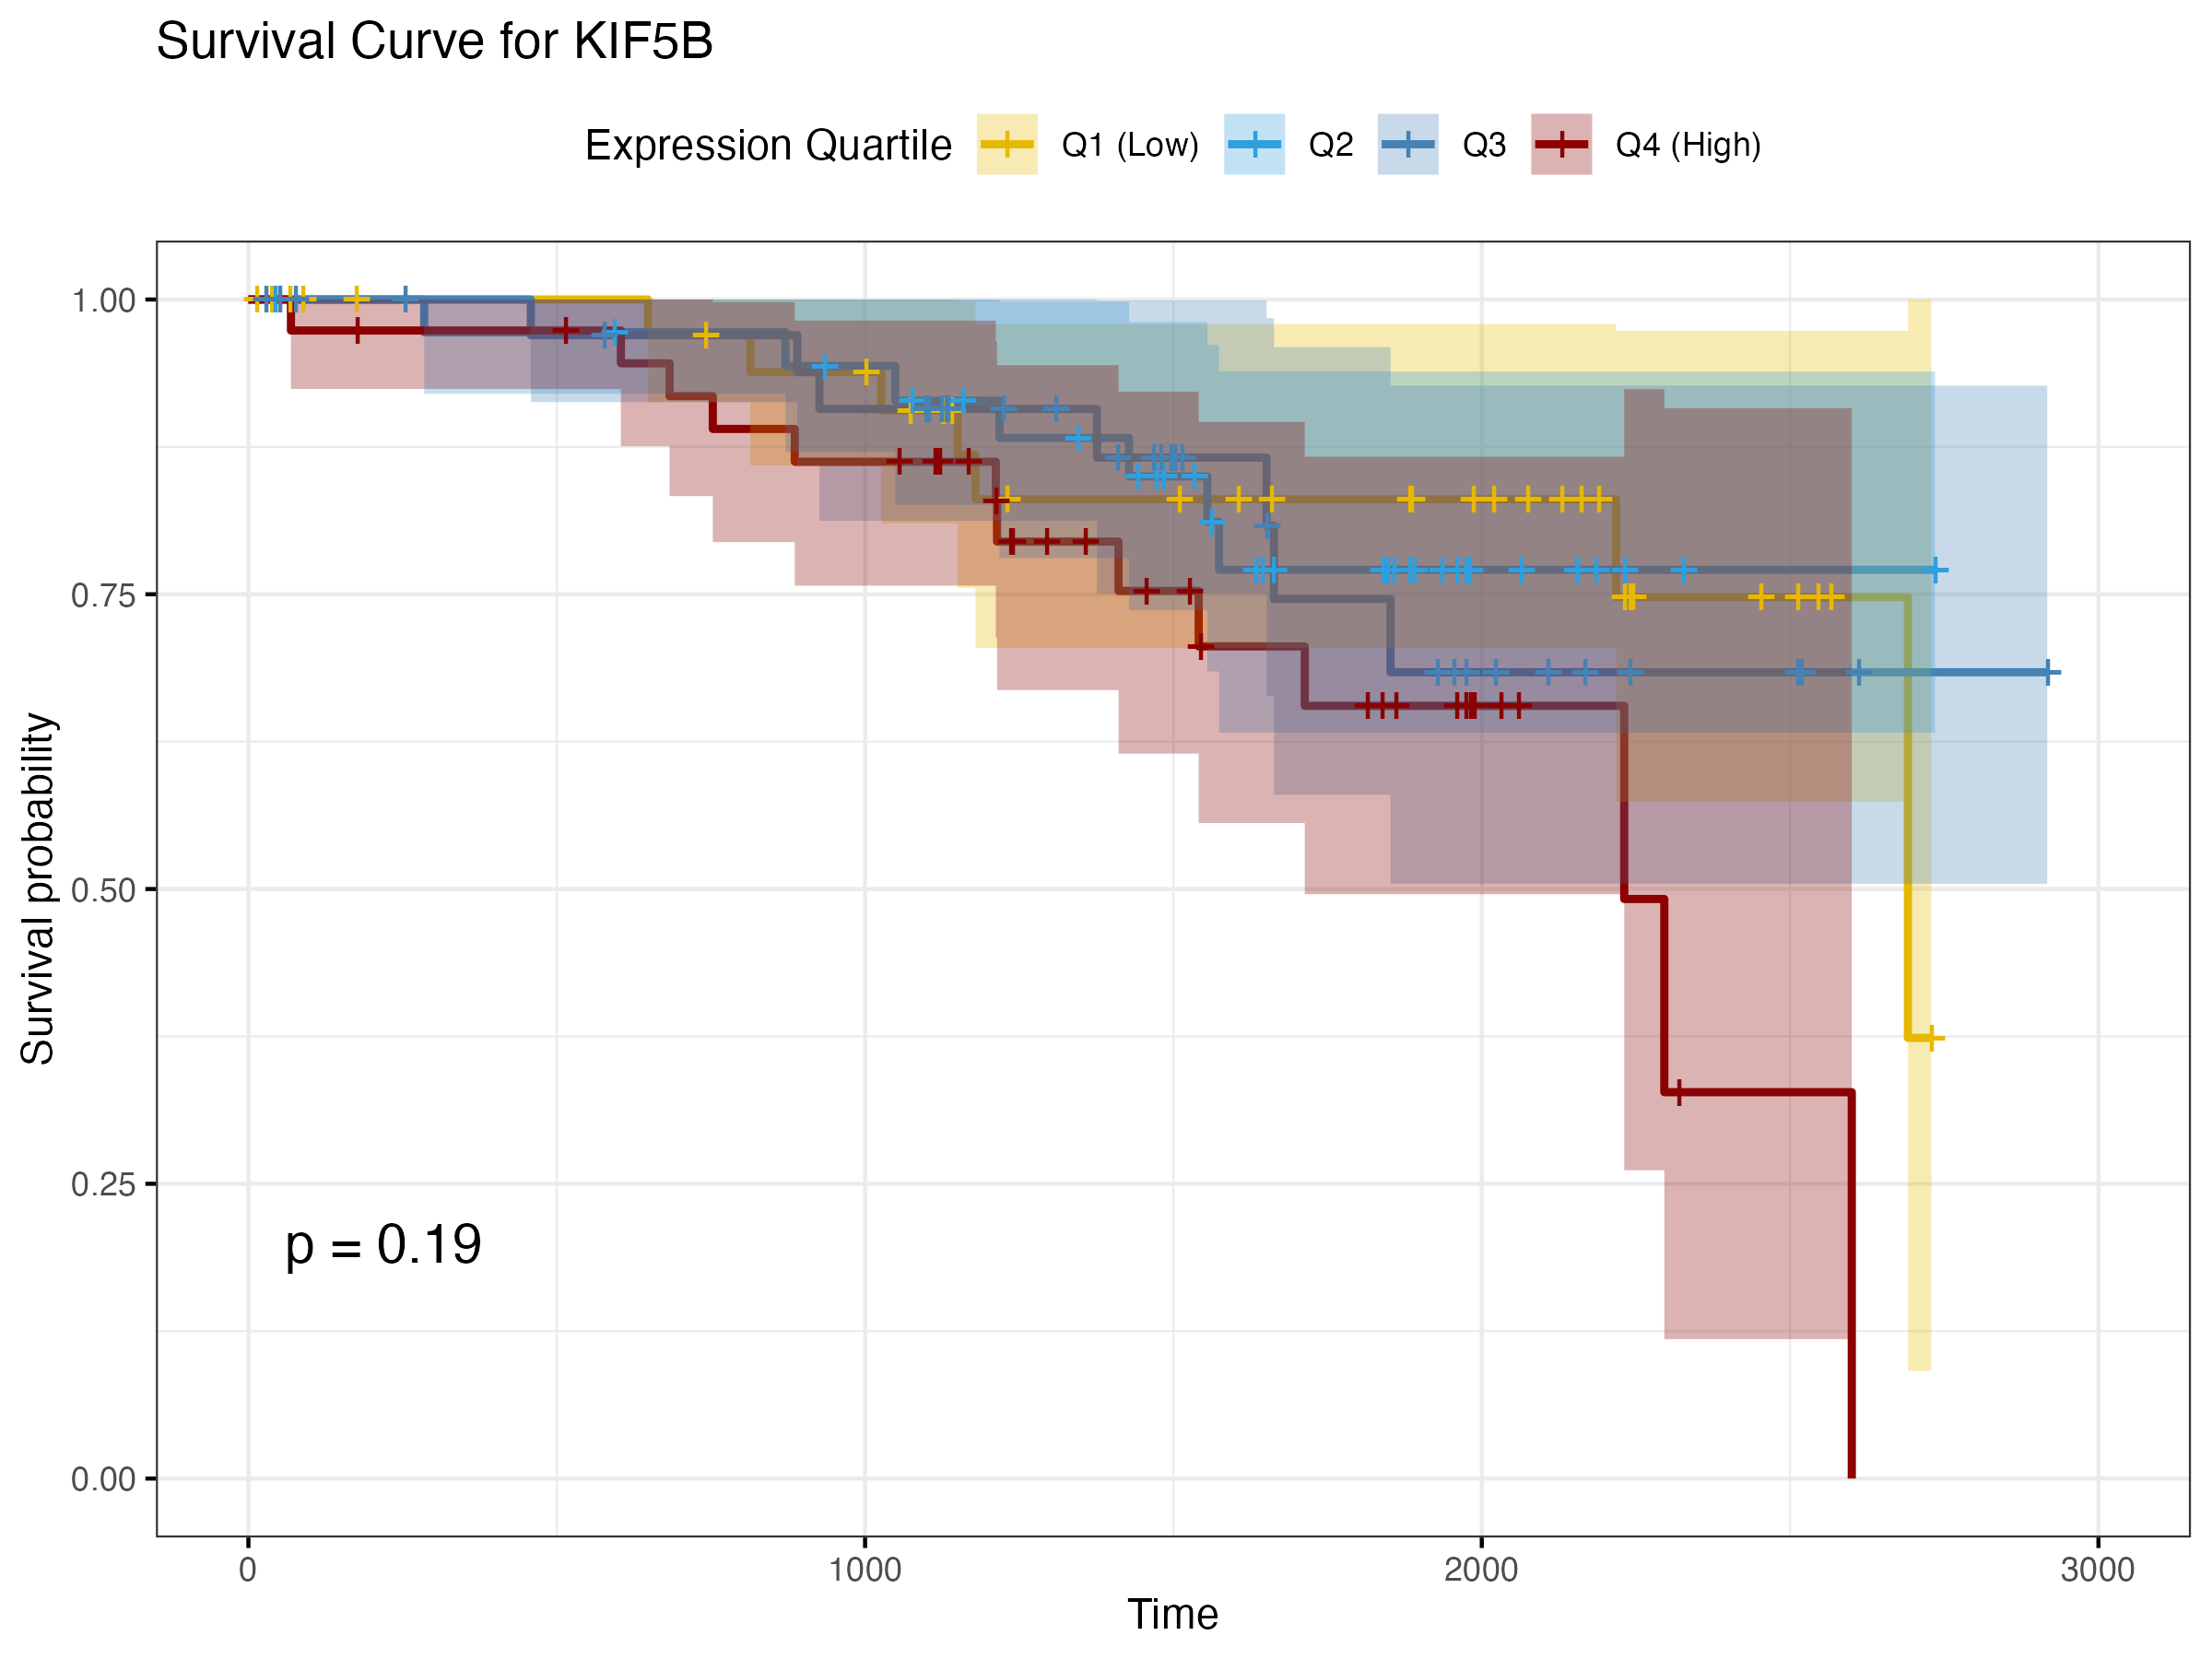 Survival Curve for KIF5B
Expression Quartile Q1 (Low) Q2 Q3 Q4 (High)
1.00
0.75
0.50
0.25
0.00
Survival probability
p = 0.19
0 1000 2000 3000
Time